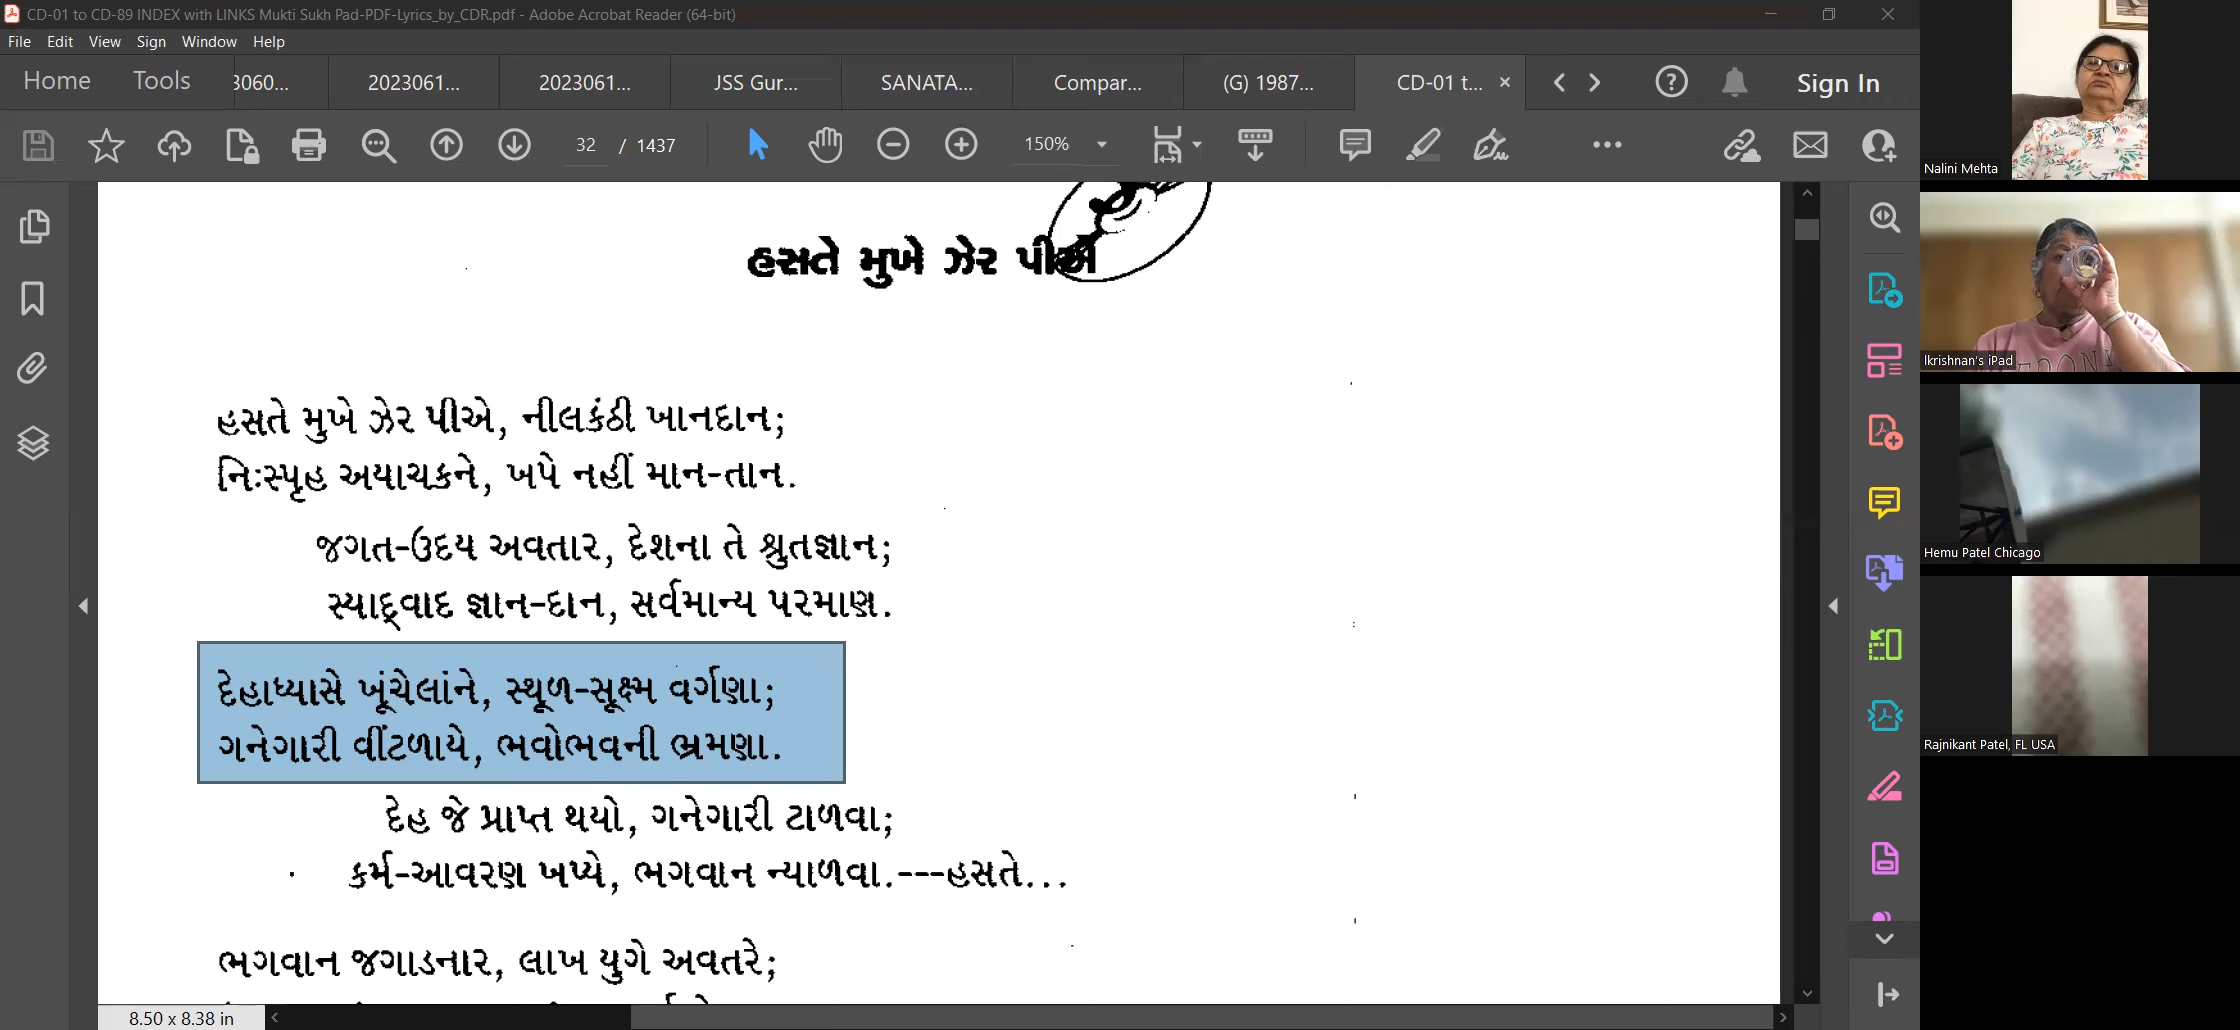 CD-01 to CD-89 INDEX with LINKS Mukti Sukh Pad-PDF-Lyrics_by_CDR.pdf - Adobe Acrobat Reader (64-bit)
File Edit View Sign Window Help
Home Tools 3060... 2023061... 2023061... JSS Gur... SANATA... Compar... (G) 1987... CD-01 t... × Sign In
32 / 1437 150%
હસતે મુખે ઝેર પીએ
હસતે મુખે ઝેર પીએ, નીલકંઠી ખાનદાન;
નિઃસ્પૃહ અયાચકને, ખપે નહીં માન-તાન.
જગત-ઉદય અવતાર, દેશના તે શ્રુતજ્ઞાન;
સ્યાદ્વાદ જ્ઞાન-દાન, સર્વમાન્ય પરમાણ.
દેહાધ્યાસે ખૂંચેલાંને, સ્થૂળ-સૂક્ષ્મ વર્ગણા;
ગનેગારી વીંટળાયે, ભવોભવની ભ્રમણા.
દેહ જે પ્રાપ્ત થયો, ગનેગારી ટાળવા;
કર્મ-આવરણ ખપ્યે, ભગવાન ન્યાળવા.---હસતે...
ભગવાન જગાડનાર, લાખ યુગે અવતરે;
8.50 x 8.38 in
Nalini Mehta
lkrishnan's iPad
Hemu Patel Chicago
Rajnikant Patel, FL USA